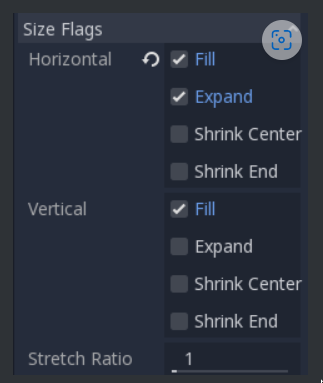 Size Flags
Horizontal Fill
Expand
Shrink Center
Shrink End
Vertical Fill
Expand
Shrink Center
Shrink End
Stretch Ratio 1